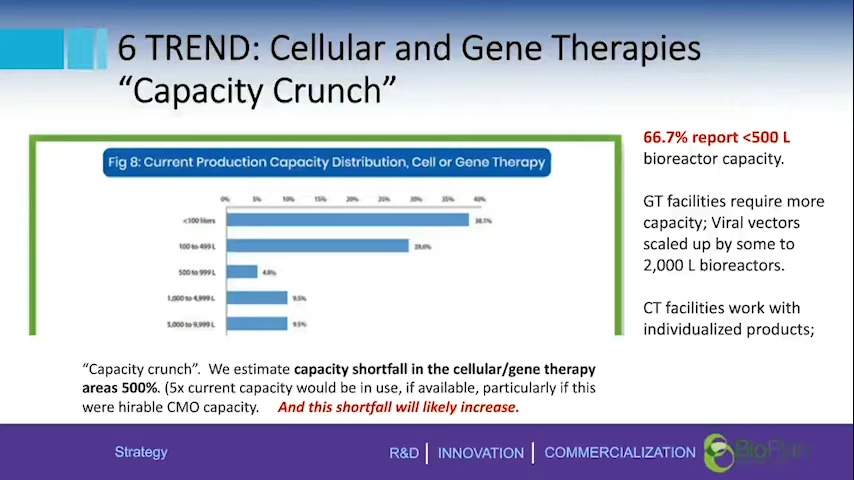 6 TREND: Cellular and Gene Therapies
“Capacity Crunch”
Fig 8: Current Production Capacity Distribution, Cell or Gene Therapy
0% 5% 10% 15% 20% 25% 30% 35% 40%
<100 liters 38.1%
100 to 499 L 28.6%
500 to 999 L 4.8%
1,000 to 4,999 L 9.5%
5,000 to 9,999 L 9.5%
66.7% report <500 L
bioreactor capacity.
GT facilities require more
capacity; Viral vectors
scaled up by some to
2,000 L bioreactors.
CT facilities work with
individualized products;
“Capacity crunch”. We estimate capacity shortfall in the cellular/gene therapy
areas 500%. (5x current capacity would be in use, if available, particularly if this
were hirable CMO capacity. And this shortfall will likely increase.
Strategy
R&D | INNOVATION | COMMERCIALIZATION